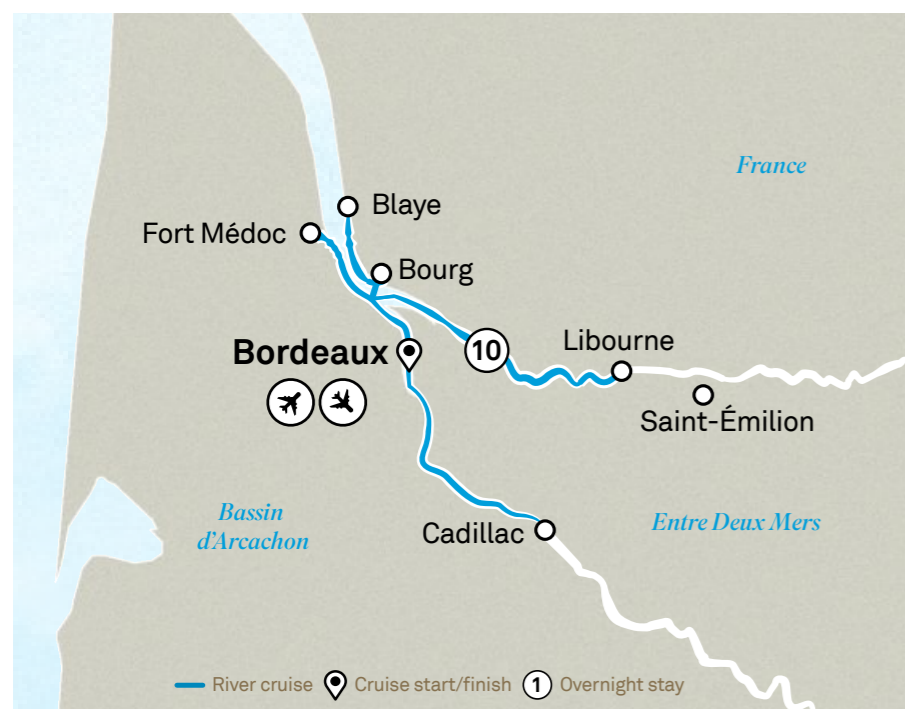 France
Blaye
Fort Médoc
Bourg
Bordeaux
10
Libourne
Saint-Émilion
Bassin
d'Arcachon
Entre Deux Mers
Cadillac
River cruise Cruise start/finish 1 Overnight stay